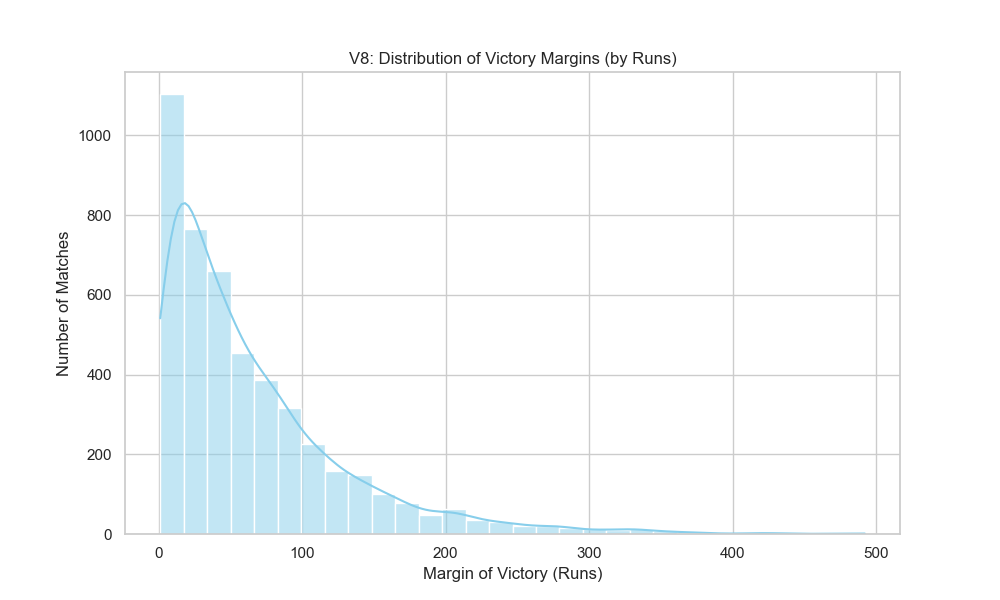 V8: Distribution of Victory Margins (by Runs)
1000
800
600
400
200
0
Number of Matches
0 100 200 300 400 500
Margin of Victory (Runs)